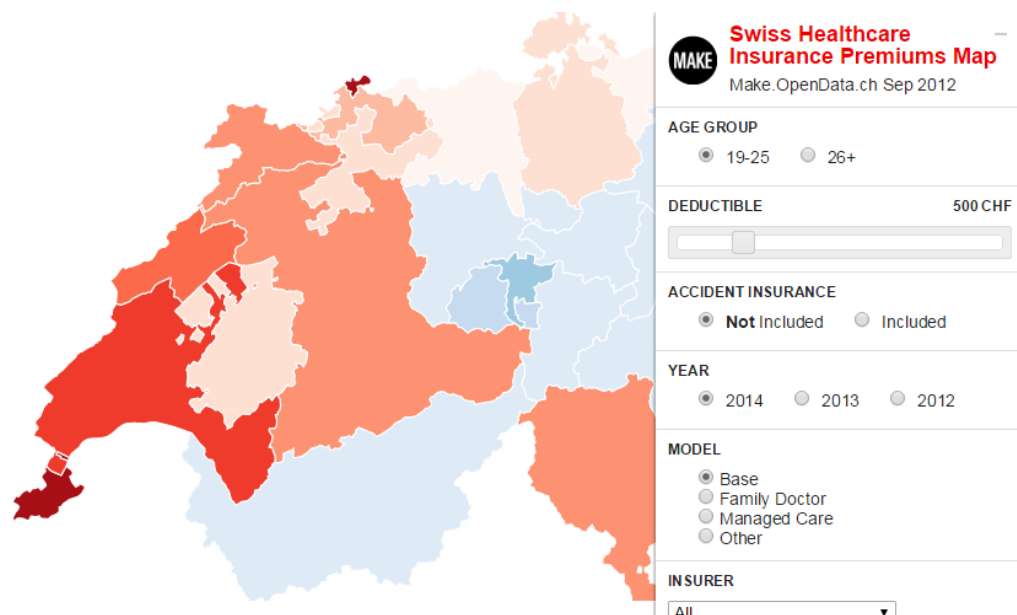 MAKE
Swiss Healthcare
Insurance Premiums Map
Make.OpenData.ch Sep 2012
AGE GROUP
19-25 26+
DEDUCTIBLE 500 CHF
ACCIDENT INSURANCE
Not Included Included
YEAR
2014 2013 2012
MODEL
Base
Family Doctor
Managed Care
Other
INSURER
All